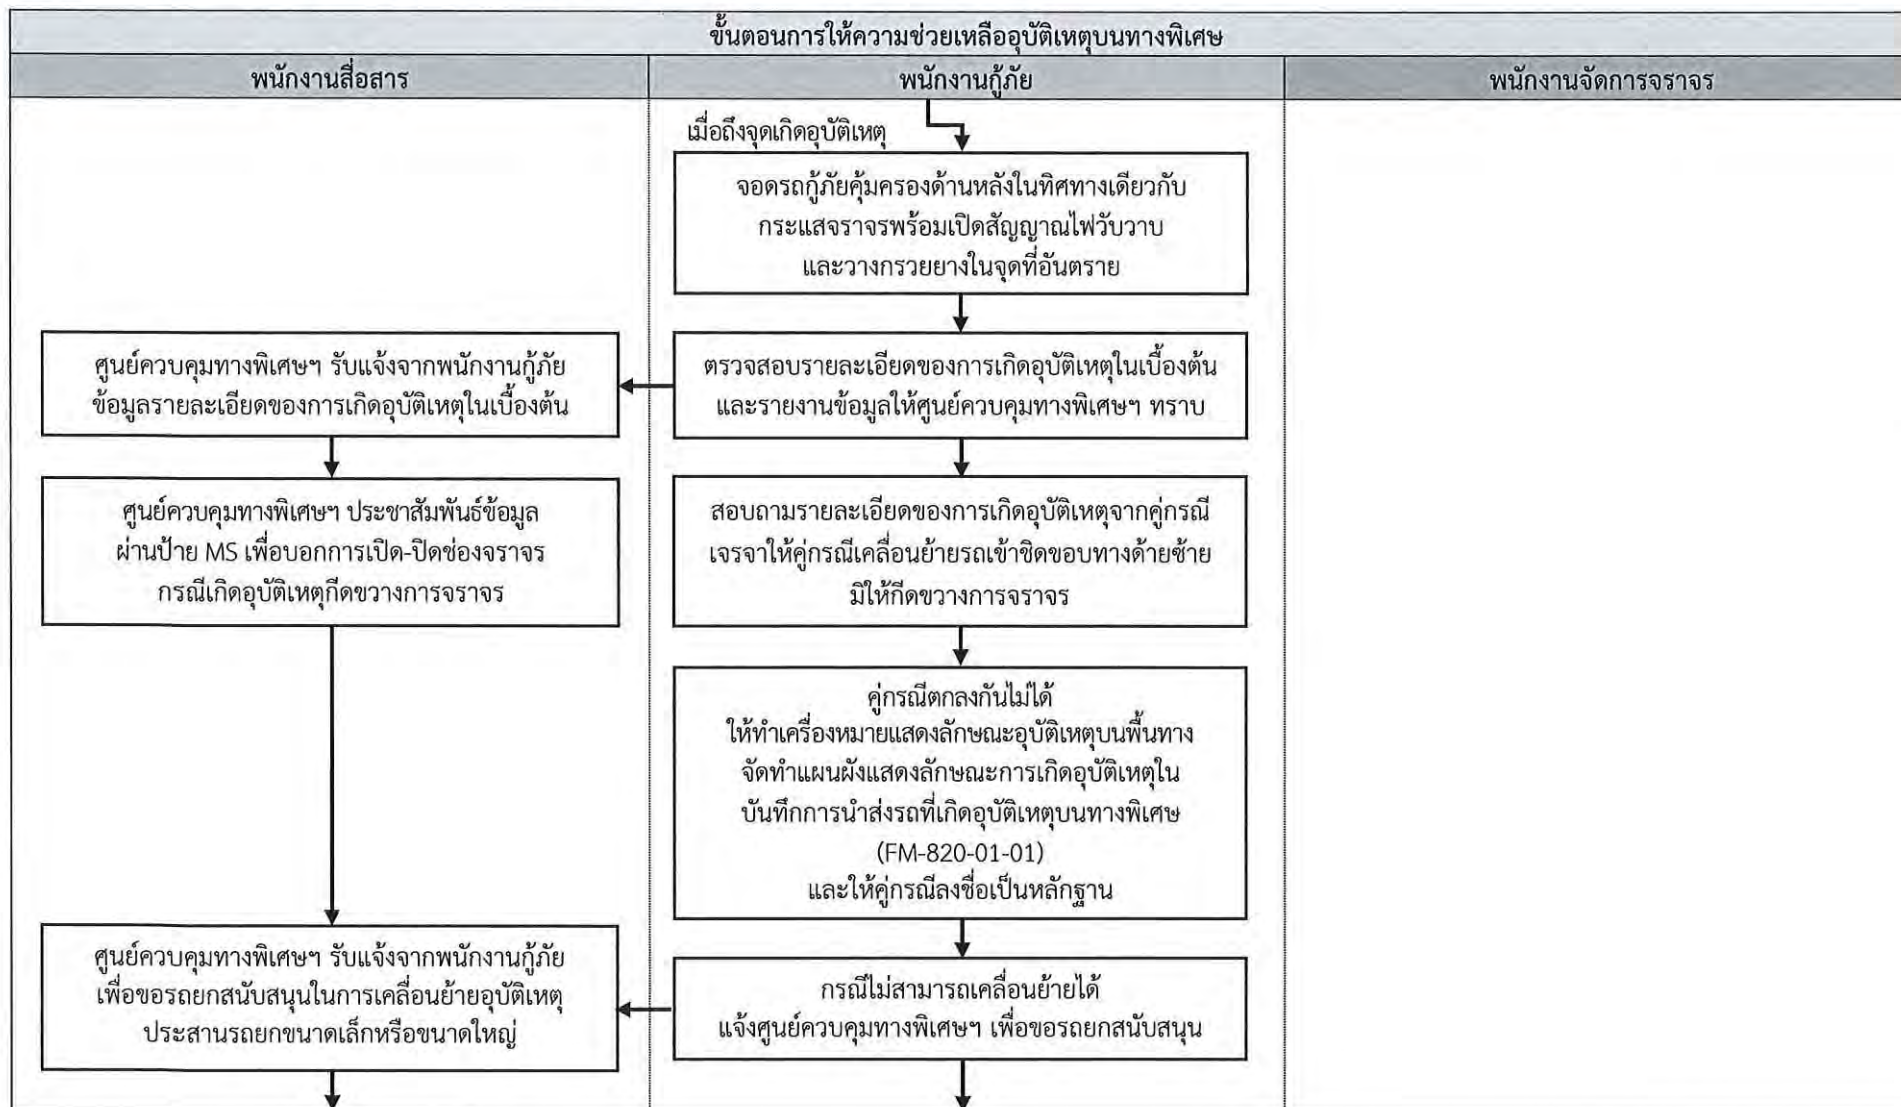 ขั้นตอนการให้ความช่วยเหลืออุบัติเหตุบนทางพิเศษ
พนักงานสื่อสาร
พนักงานกู้ภัย
พนักงานจัดการจราจร
เมื่อถึงจุดเกิดอุบัติเหตุ
จอดรถกู้ภัยคุ้มครองด้านหลังในทิศทางเดียวกับ
กระแสจราจรพร้อมเปิดสัญญาณไฟวับวาบ
และวางกรวยยางในจุดที่อันตราย
ศูนย์ควบคุมทางพิเศษฯ รับแจ้งจากพนักงานกู้ภัย
ข้อมูลรายละเอียดของการเกิดอุบัติเหตุในเบื้องต้น
ตรวจสอบรายละเอียดของการเกิดอุบัติเหตุในเบื้องต้น
และรายงานข้อมูลให้ศูนย์ควบคุมทางพิเศษฯ ทราบ
ศูนย์ควบคุมทางพิเศษฯ ประชาสัมพันธ์ข้อมูล
ผ่านป้าย MS เพื่อบอกการเปิด-ปิดช่องจราจร
กรณีเกิดอุบัติเหตุกีดขวางการจราจร
สอบถามรายละเอียดของการเกิดอุบัติเหตุจากคู่กรณี
เจรจาให้คู่กรณีเคลื่อนย้ายรถเข้าชิดขอบทางด้ายซ้าย
มิให้กีดขวางการจราจร
คู่กรณีตกลงกันไม่ได้
ให้ทำเครื่องหมายแสดงลักษณะอุบัติเหตุบนพื้นทาง
จัดทำแผนผังแสดงลักษณะการเกิดอุบัติเหตุใน
บันทึกการนำส่งรถที่เกิดอุบัติเหตุบนทางพิเศษ
(FM-820-01-01)
และให้คู่กรณีลงชื่อเป็นหลักฐาน
ศูนย์ควบคุมทางพิเศษฯ รับแจ้งจากพนักงานกู้ภัย
เพื่อขอรถยกสนับสนุนในการเคลื่อนย้ายอุบัติเหตุ
ประสานรถยกขนาดเล็กหรือขนาดใหญ่
กรณีไม่สามารถเคลื่อนย้ายได้
แจ้งศูนย์ควบคุมทางพิเศษฯ เพื่อขอรถยกสนับสนุน